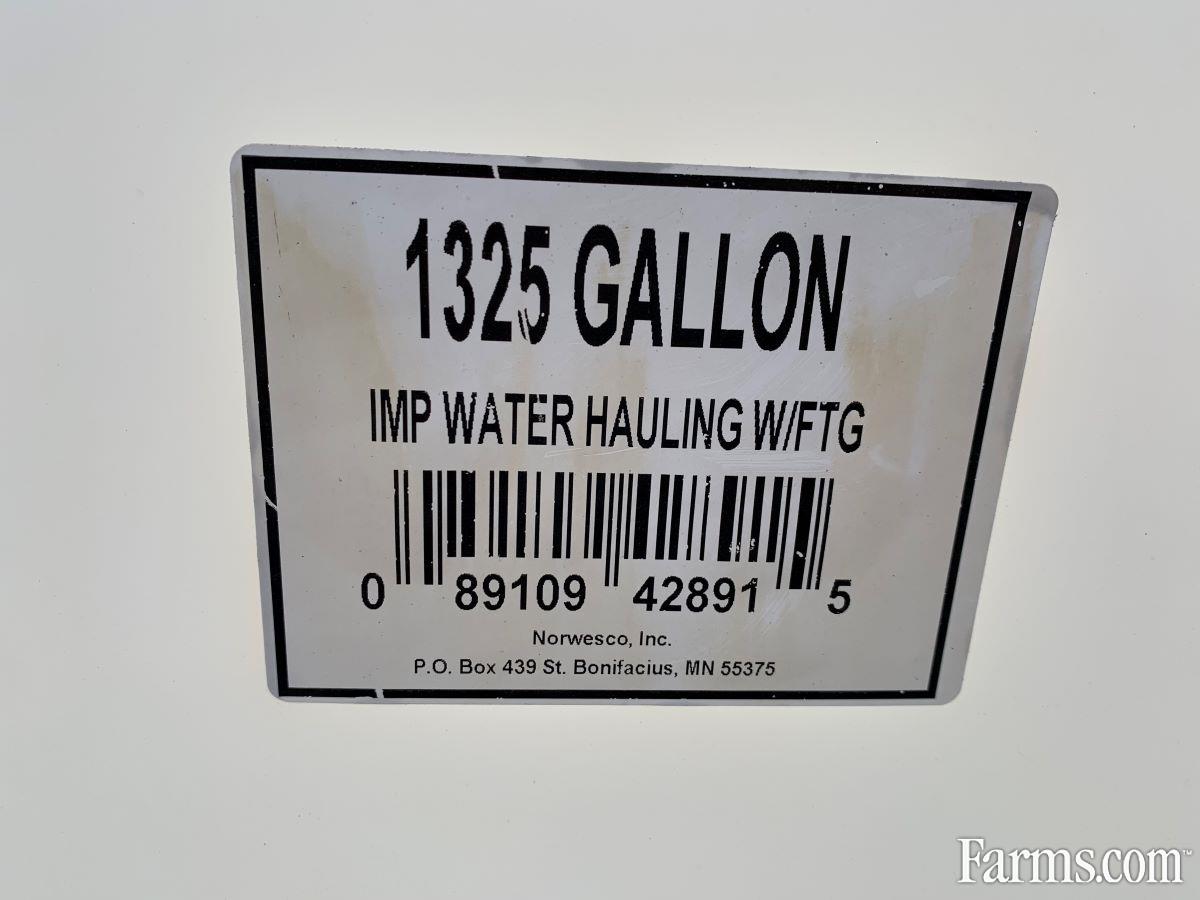 1325 GALLON
IMP WATER HAULING W/FTG
0 89109 42891 5
Norwesco, Inc.
P.O. Box 439 St. Bonifacius, MN 55375
Farms.com™